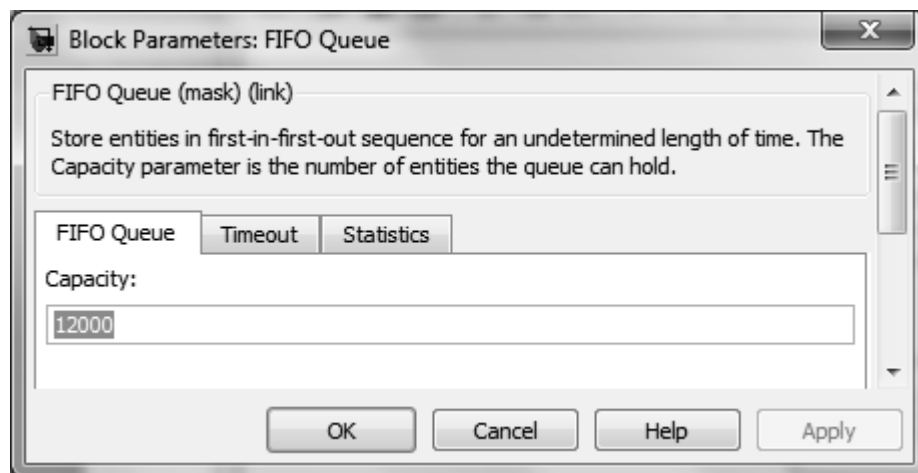 Block Parameters: FIFO Queue
X
FIFO Queue (mask) (link)
Store entities in first-in-first-out sequence for an undetermined length of time. The
Capacity parameter is the number of entities the queue can hold.
FIFO Queue Timeout Statistics
Capacity:
12000
OK Cancel Help Apply